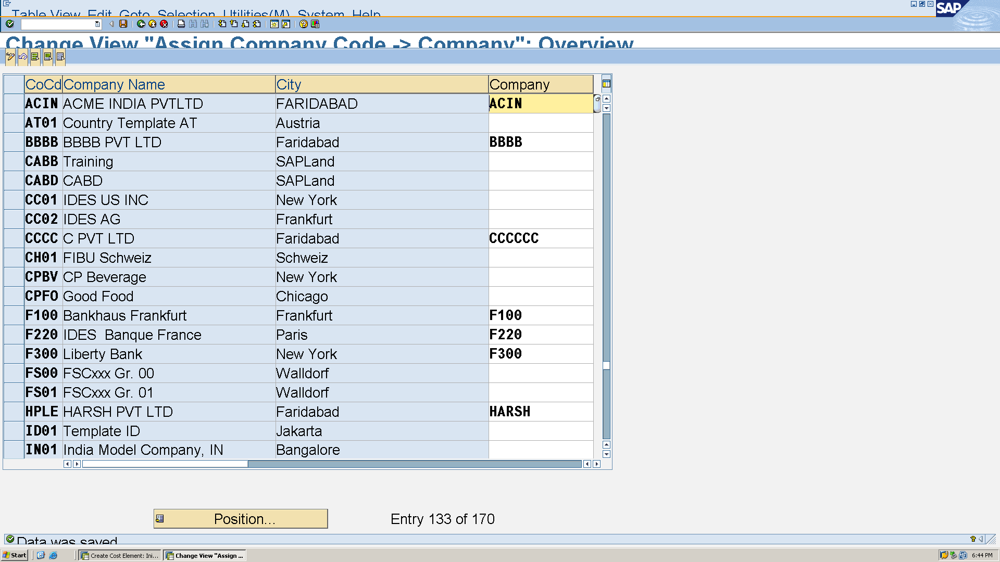 Table View Edit Goto Selection Utilities(M) System Help
SAP
Change View "Assign Company Code -> Company": Overview
CoCd Company Name City Company
ACIN ACME INDIA PVTLTD FARIDABAD ACIN
AT01 Country Template AT Austria
BBBB BBBB PVT LTD Faridabad BBBB
CABB Training SAPLand
CABD CABD SAPLand
CC01 IDES US INC New York
CC02 IDES AG Frankfurt
CCCC C PVT LTD Faridabad CCCCCC
CH01 FIBU Schweiz Schweiz
CPBV CP Beverage New York
CPFO Good Food Chicago
F100 Bankhaus Frankfurt Frankfurt F100
F220 IDES  Banque France Paris F220
F300 Liberty Bank New York F300
FS00 FSCxxx Gr. 00 Walldorf
FS01 FSCxxx Gr. 01 Walldorf
HPLE HARSH PVT LTD Faridabad HARSH
ID01 Template ID Jakarta
IN01 India Model Company, IN Bangalore
Position... Entry 133 of 170
Data was saved
Start Create Cost Element: Ini... Change View "Assign ... 6:44 PM